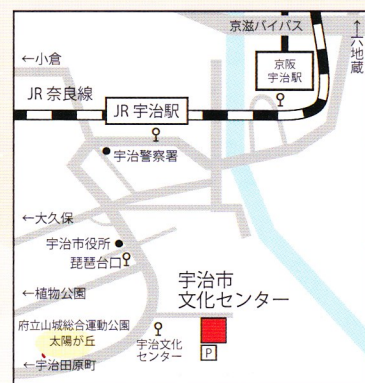 京滋バイパス
↑六地蔵
←小倉
京阪
宇治駅
JR 奈良線
JR 宇治駅
宇治警察署
←大久保
宇治市役所
琵琶台口
←植物公園
宇治市
文化センター
府立山城総合運動公園
太陽が丘
宇治文化
センター
P
←宇治田原町